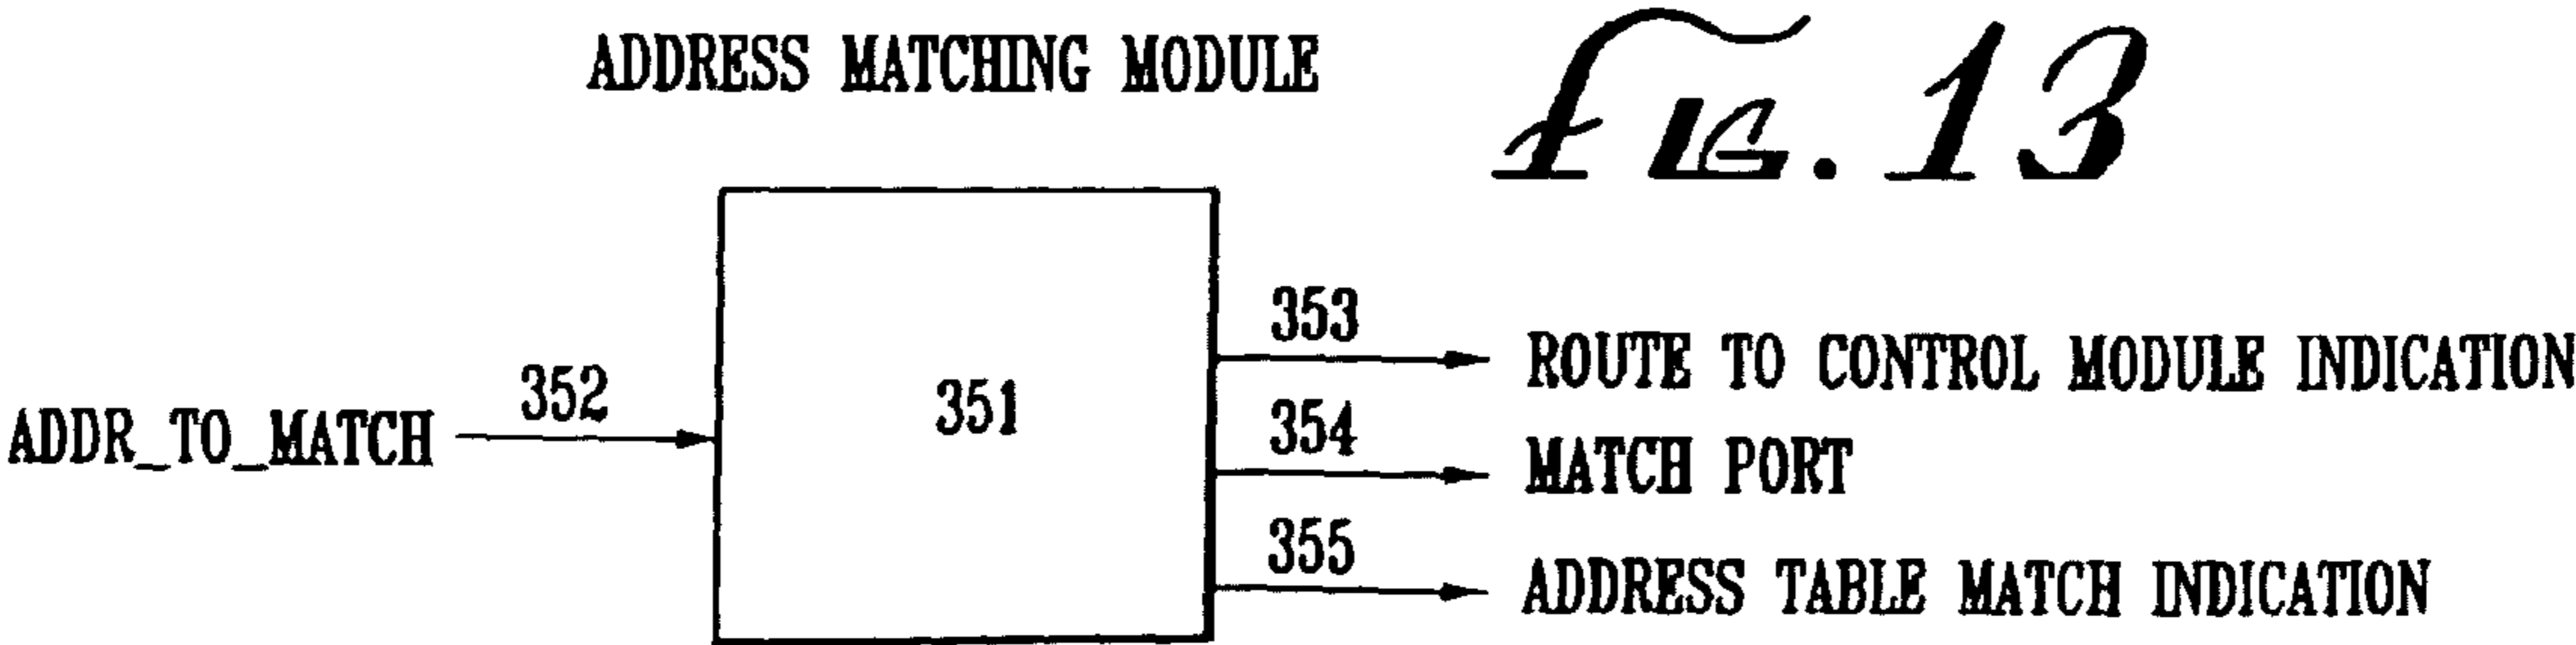 ADDRESS MATCHING MODULE
FIG. 13
353
ROUTE TO CONTROL MODULE INDICATION
352
351
ADDR_TO_MATCH
354
MATCH PORT
355
ADDRESS TABLE MATCH INDICATION